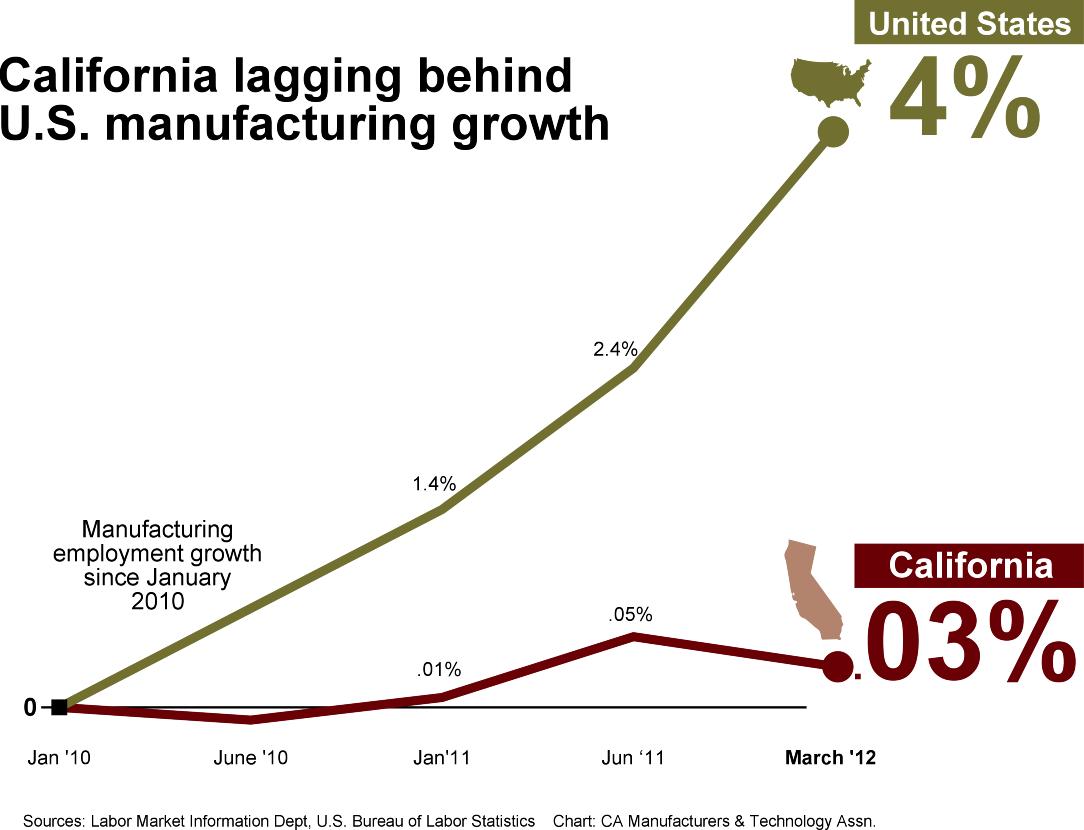 United States
4%
California lagging behind
U.S. manufacturing growth
2.4%
1.4%
Manufacturing
employment growth
since January
2010
California
.03%
.05%
.01%
0
Jan '10
June '10
Jan'11
Jun ‘11
March '12
Sources: Labor Market Information Dept, U.S. Bureau of Labor Statistics Chart: CA Manufacturers & Technology Assn.